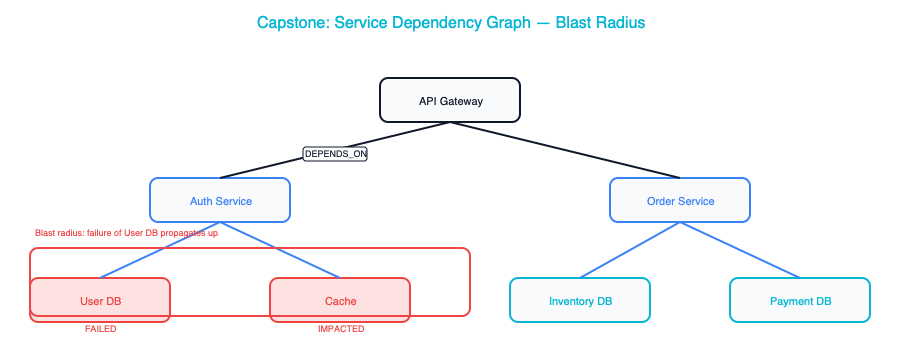 Capstone: Service Dependency Graph — Blast Radius
API Gateway
DEPENDS_ON
Auth Service
Order Service
Blast radius: failure of User DB propagates up
User DB
Cache
Inventory DB
Payment DB
FAILED
IMPACTED